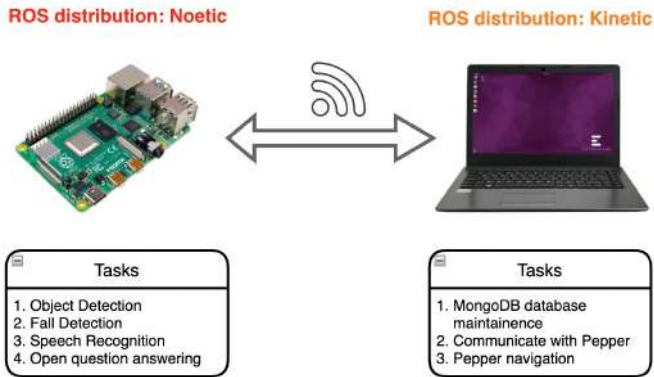 ROS distribution: Noetic
ROS distribution: Kinetic
Tasks
1. Object Detection
2. Fall Detection
3. Speech Recognition
4. Open question answering
Tasks
1. MongoDB database
maintainence
2. Communicate with Pepper
3. Pepper navigation